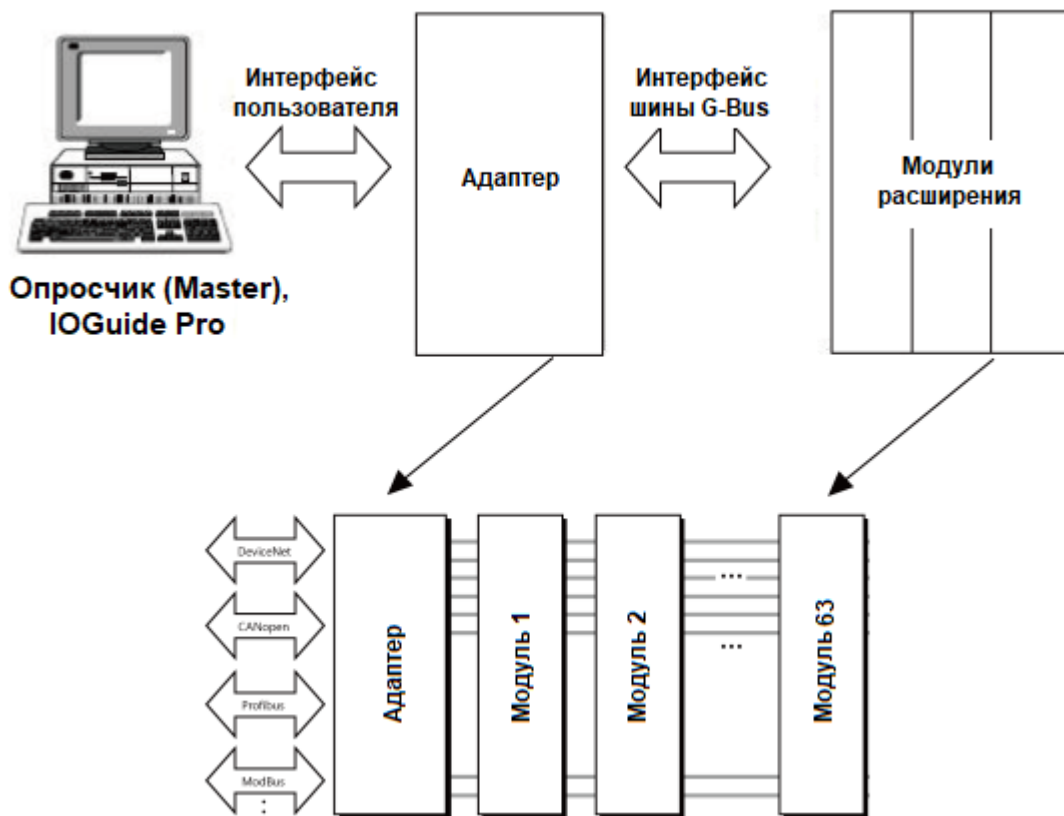 Интерфейс
пользователя
Интерфейс
шины G-Bus
Адаптер
Модули
расширения
Опросчик (Master),
IOGuide Pro
DeviceNet
CANopen
Profibus
ModBus
:
Адаптер
Модуль 1
Модуль 2
...
...
Модуль 63